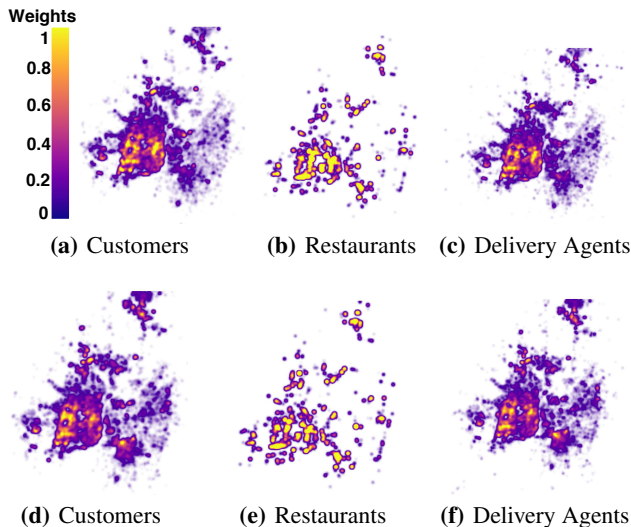 Weights
1
0.8
0.6
0.4
0.2
0
(a) Customers
(b) Restaurants
(c) Delivery Agents
(d) Customers
(e) Restaurants
(f) Delivery Agents